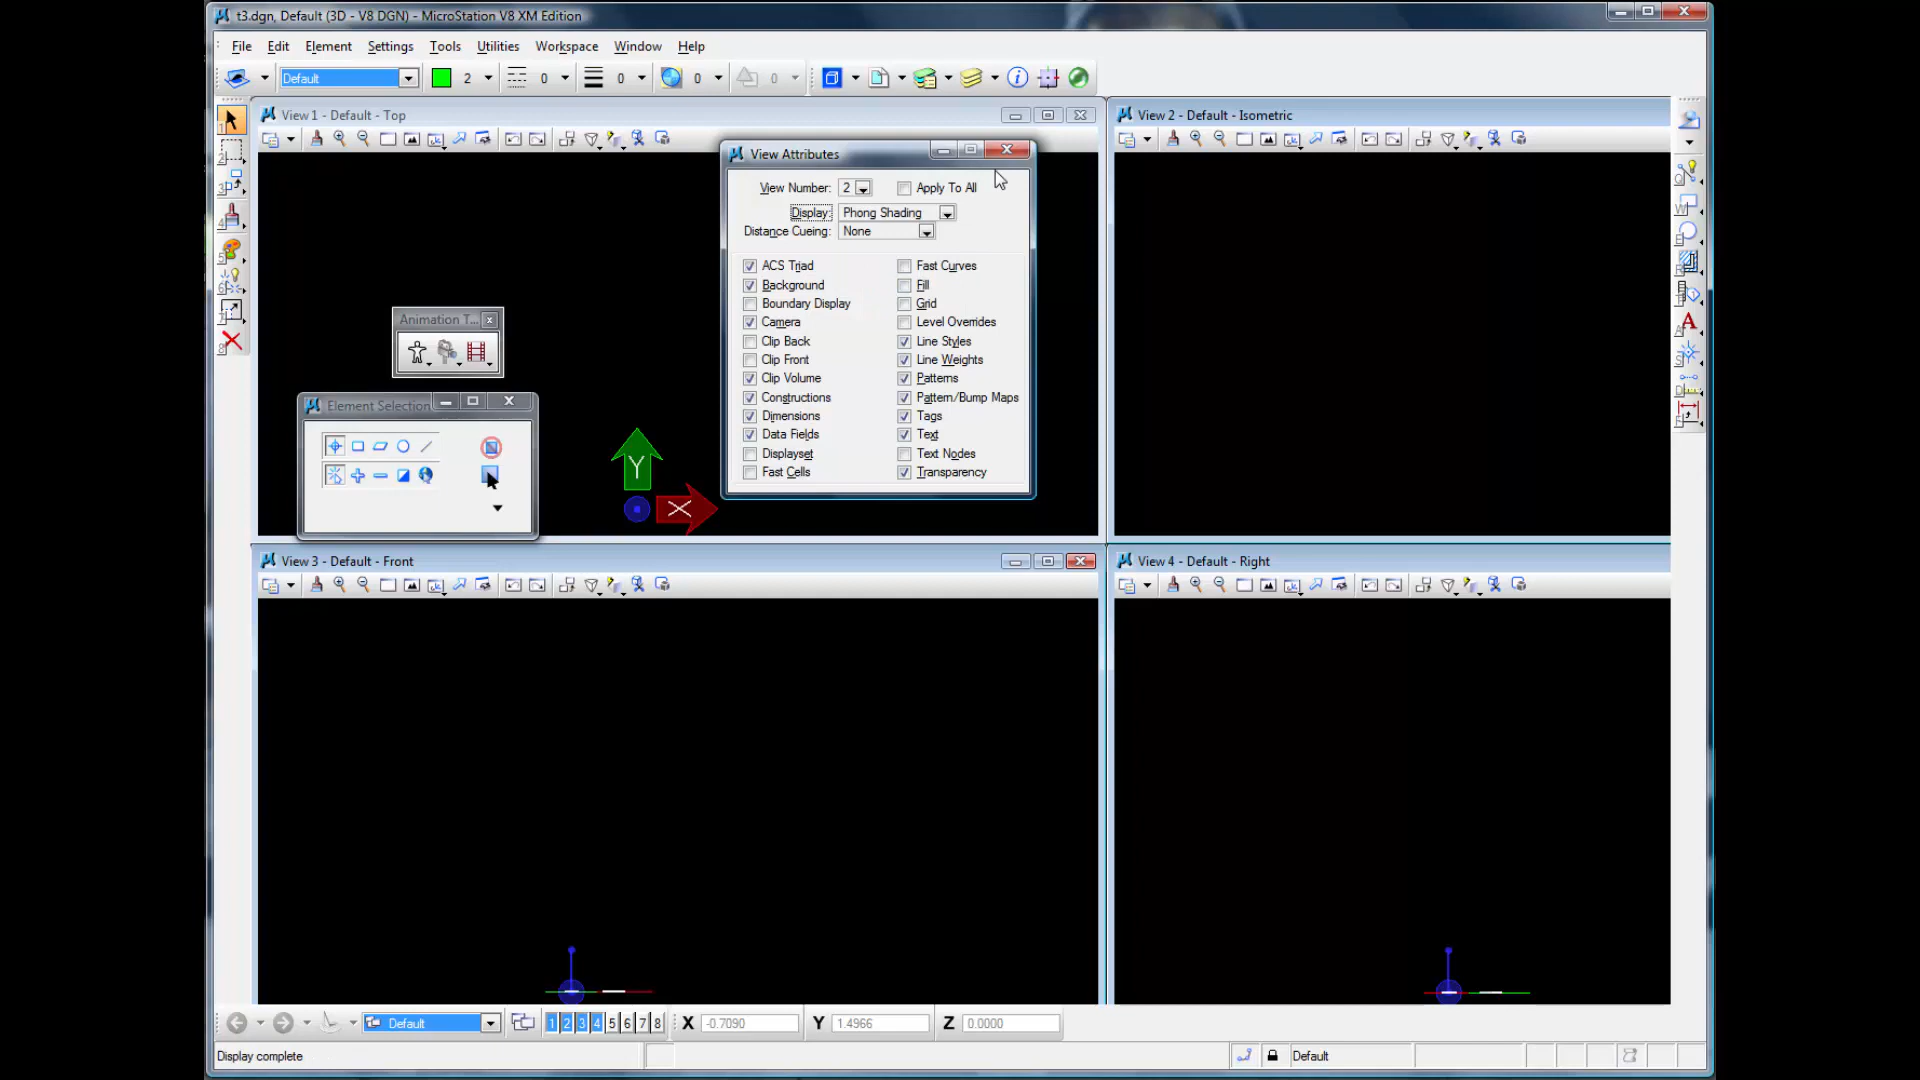 t3.dgn, Default (3D - V8 DGN) - MicroStation V8 XM Edition
File Edit Element Settings Tools Utilities Workspace Window Help
Default 2 0 0 0 0
View 1 - Default - Top
View 2 - Default - Isometric
View Attributes
View Number: 2 Apply To All
Display: Phong Shading
Distance Cueing: None
ACS Triad Fast Curves
Background Fill
Boundary Display Grid
Camera Level Overrides
Clip Back Line Styles
Clip Front Line Weights
Clip Volume Patterns
Constructions Pattern/Bump Maps
Dimensions Tags
Data Fields Text
Displayset Text Nodes
Fast Cells Transparency
Animation T...
Element Selection
Y
X
View 3 - Default - Front
View 4 - Default - Right
Default 1 2 3 4 5 6 7 8 X -0.7090 Y 1.4966 Z 0.0000
Display complete
Default